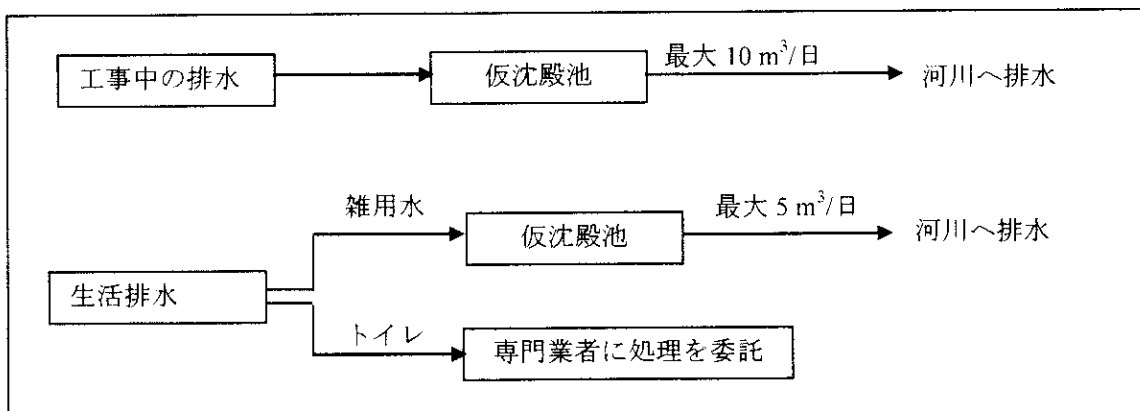 工事中の排水
仮沈殿池
最大 10 m³/日
河川へ排水
雑用水
仮沈殿池
最大 5 m³/日
河川へ排水
生活排水
トイレ
専門業者に処理を委託